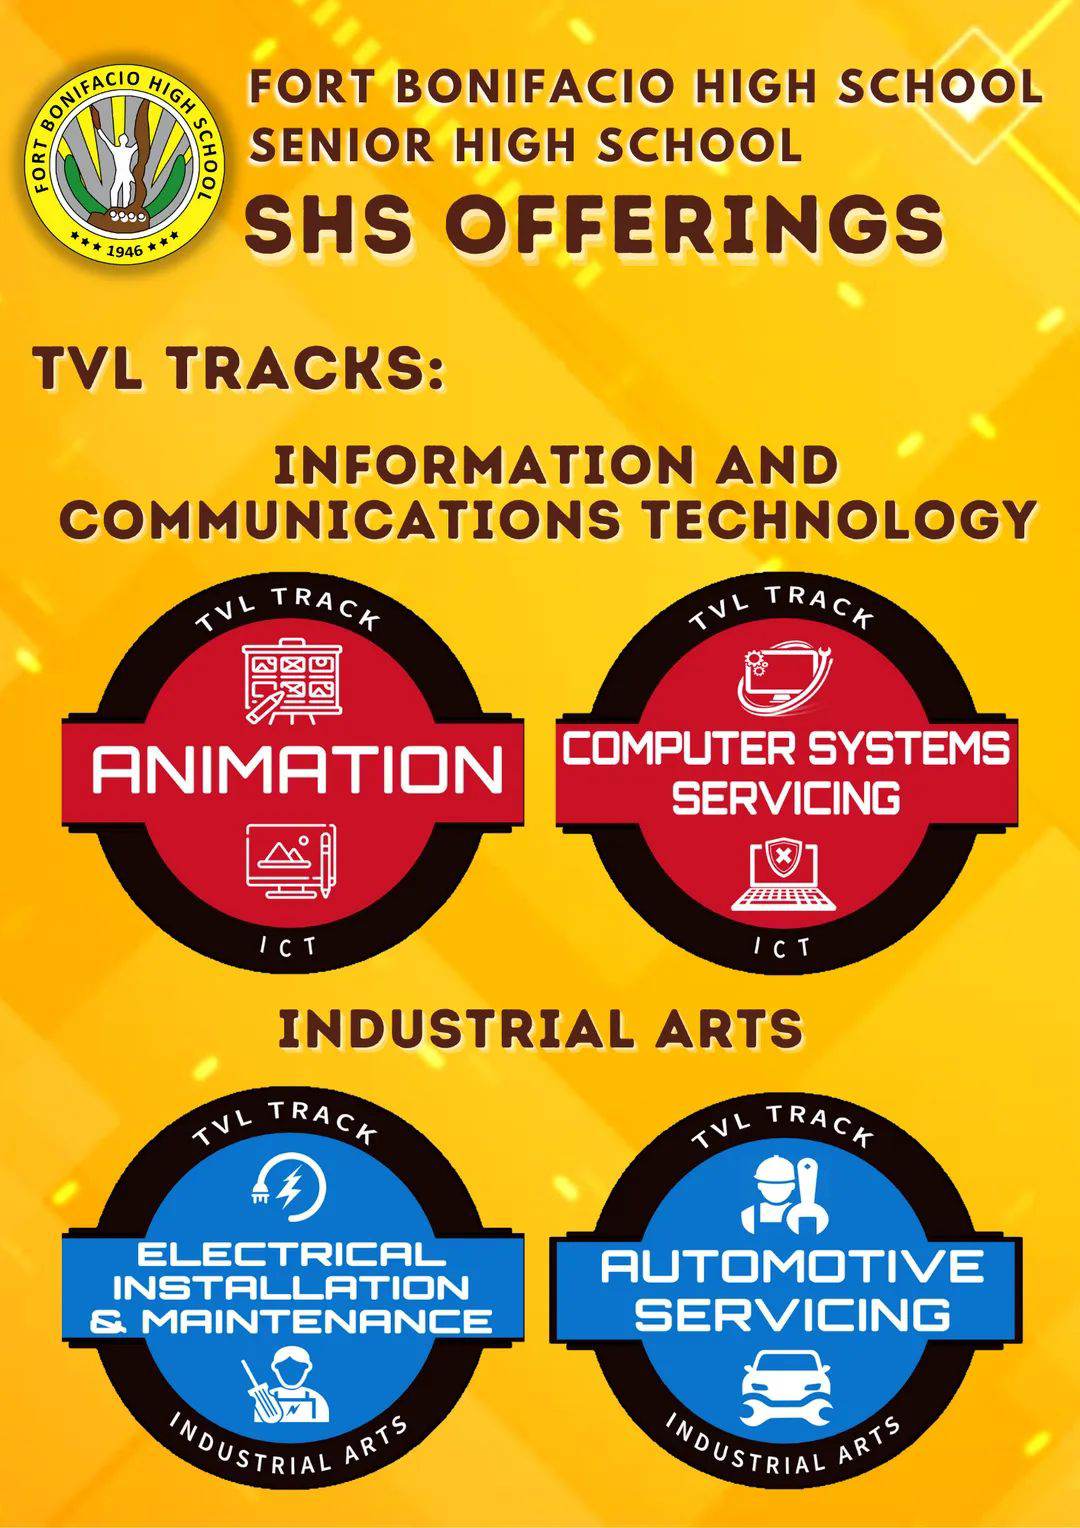 FORT BONIFACIO HIGH SCHOOL
1946
FORT BONIFACIO HIGH SCHOOL
SENIOR HIGH SCHOOL
SHS OFFERINGS
TVL TRACKS:
INFORMATION AND
COMMUNICATIONS TECHNOLOGY
TVL TRACK
ANIMATION
ICT
TVL TRACK
COMPUTER SYSTEMS
SERVICING
ICT
INDUSTRIAL ARTS
TVL TRACK
ELECTRICAL
INSTALLATION
& MAINTENANCE
INDUSTRIAL ARTS
TVL TRACK
AUTOMOTIVE
SERVICING
INDUSTRIAL ARTS